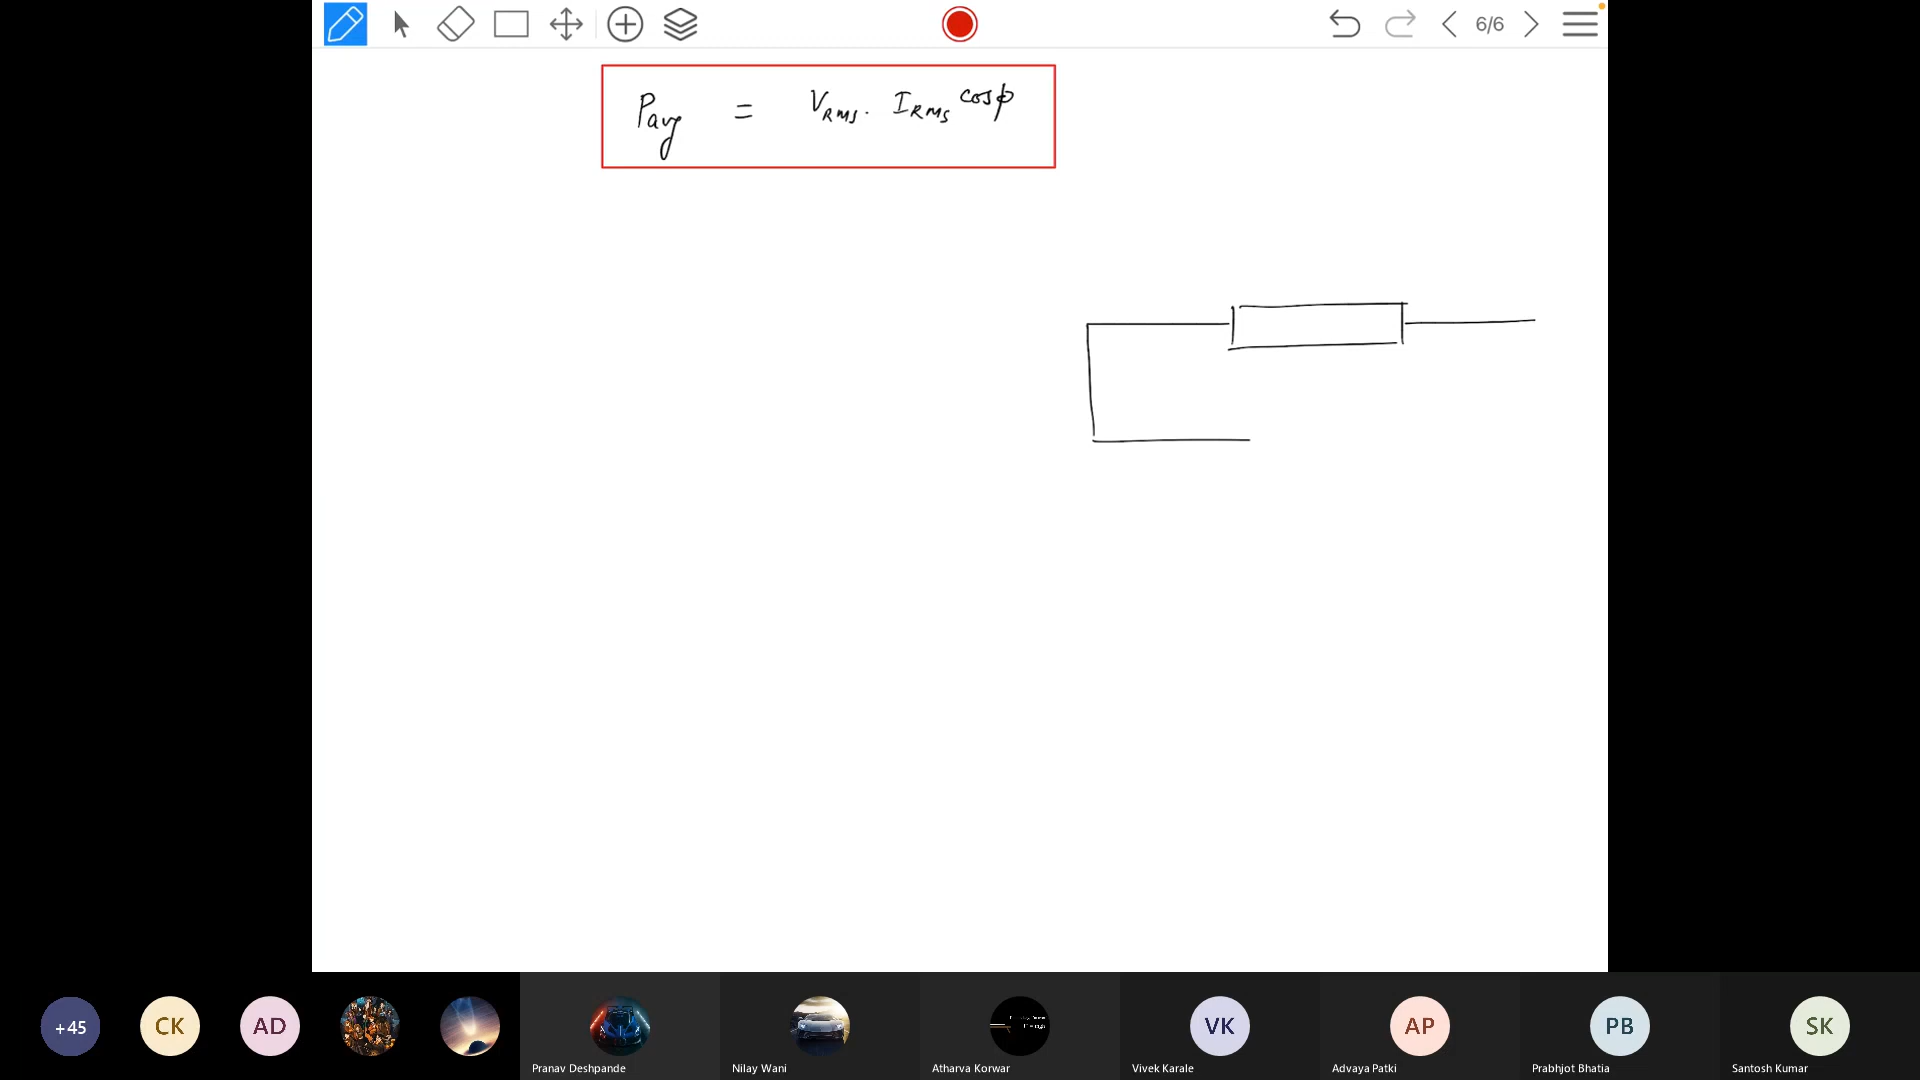 6/6
Pavg = VRMS. IRMS cosϕ
+45
CK
AD
VK
AP
PB
SK
Pranav Deshpande
Nilay Wani
Atharva Korwar
Vivek Karale
Advaya Patki
Prabhjot Bhatia
Santosh Kumar